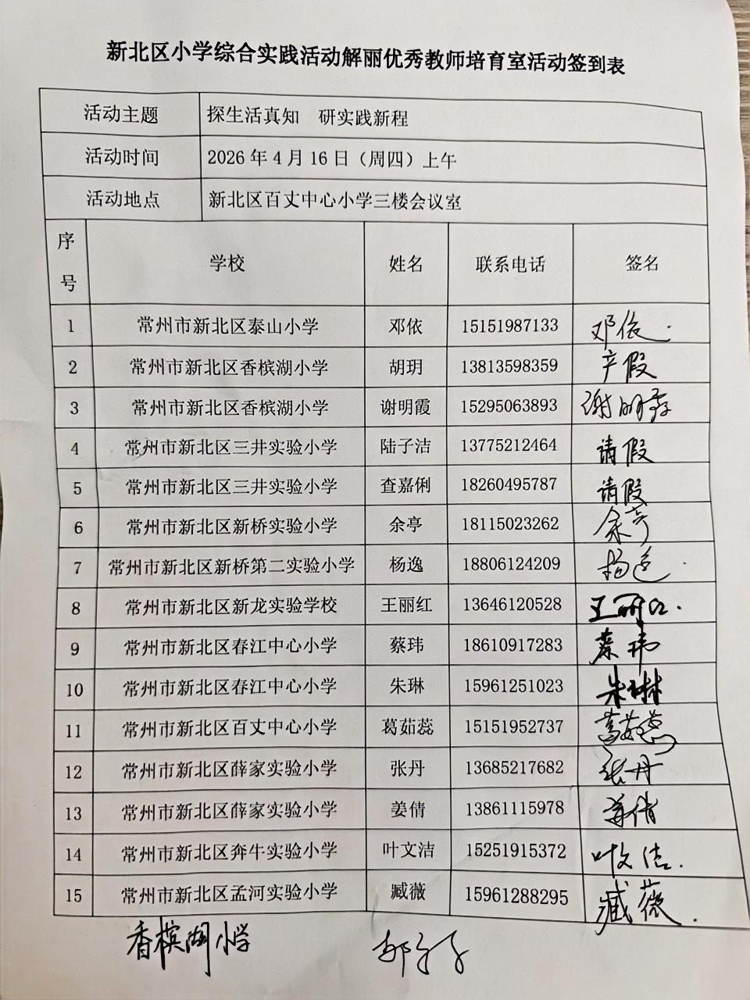 新北区小学综合实践活动解丽优秀教师培育室活动签到表
活动主题 探生活真知 研实践新程
活动时间 2026年4月16日（周四）上午
活动地点 新北区百丈中心小学三楼会议室
序号 学校 姓名 联系电话 签名
1 常州市新北区泰山小学 邓依 15151987133 邓依.
2 常州市新北区香槟湖小学 胡玥 13813598359 产假
3 常州市新北区香槟湖小学 谢明霞 15295063893 谢明霞
4 常州市新北区三井实验小学 陆子洁 13775212464 请假
5 常州市新北区三井实验小学 查嘉俐 18260495787 请假
6 常州市新北区新桥实验小学 余亭 18115023262 余亭
7 常州市新北区新桥第二实验小学 杨逸 18806124209 杨逸.
8 常州市新北区新龙实验学校 王丽红 13646120528 王丽红.
9 常州市新北区春江中心小学 蔡玮 18610917283 蔡玮
10 常州市新北区春江中心小学 朱琳 15961251023 朱琳
11 常州市新北区百丈中心小学 葛茹蕊 15151952737 葛茹蕊
12 常州市新北区薛家实验小学 张丹 13685217682 张丹
13 常州市新北区薛家实验小学 姜倩 13861115978 姜倩
14 常州市新北区奔牛实验小学 叶文洁 15251915372 叶文洁.
15 常州市新北区孟河实验小学 臧薇 15961288295 臧薇.
香槟湖小学